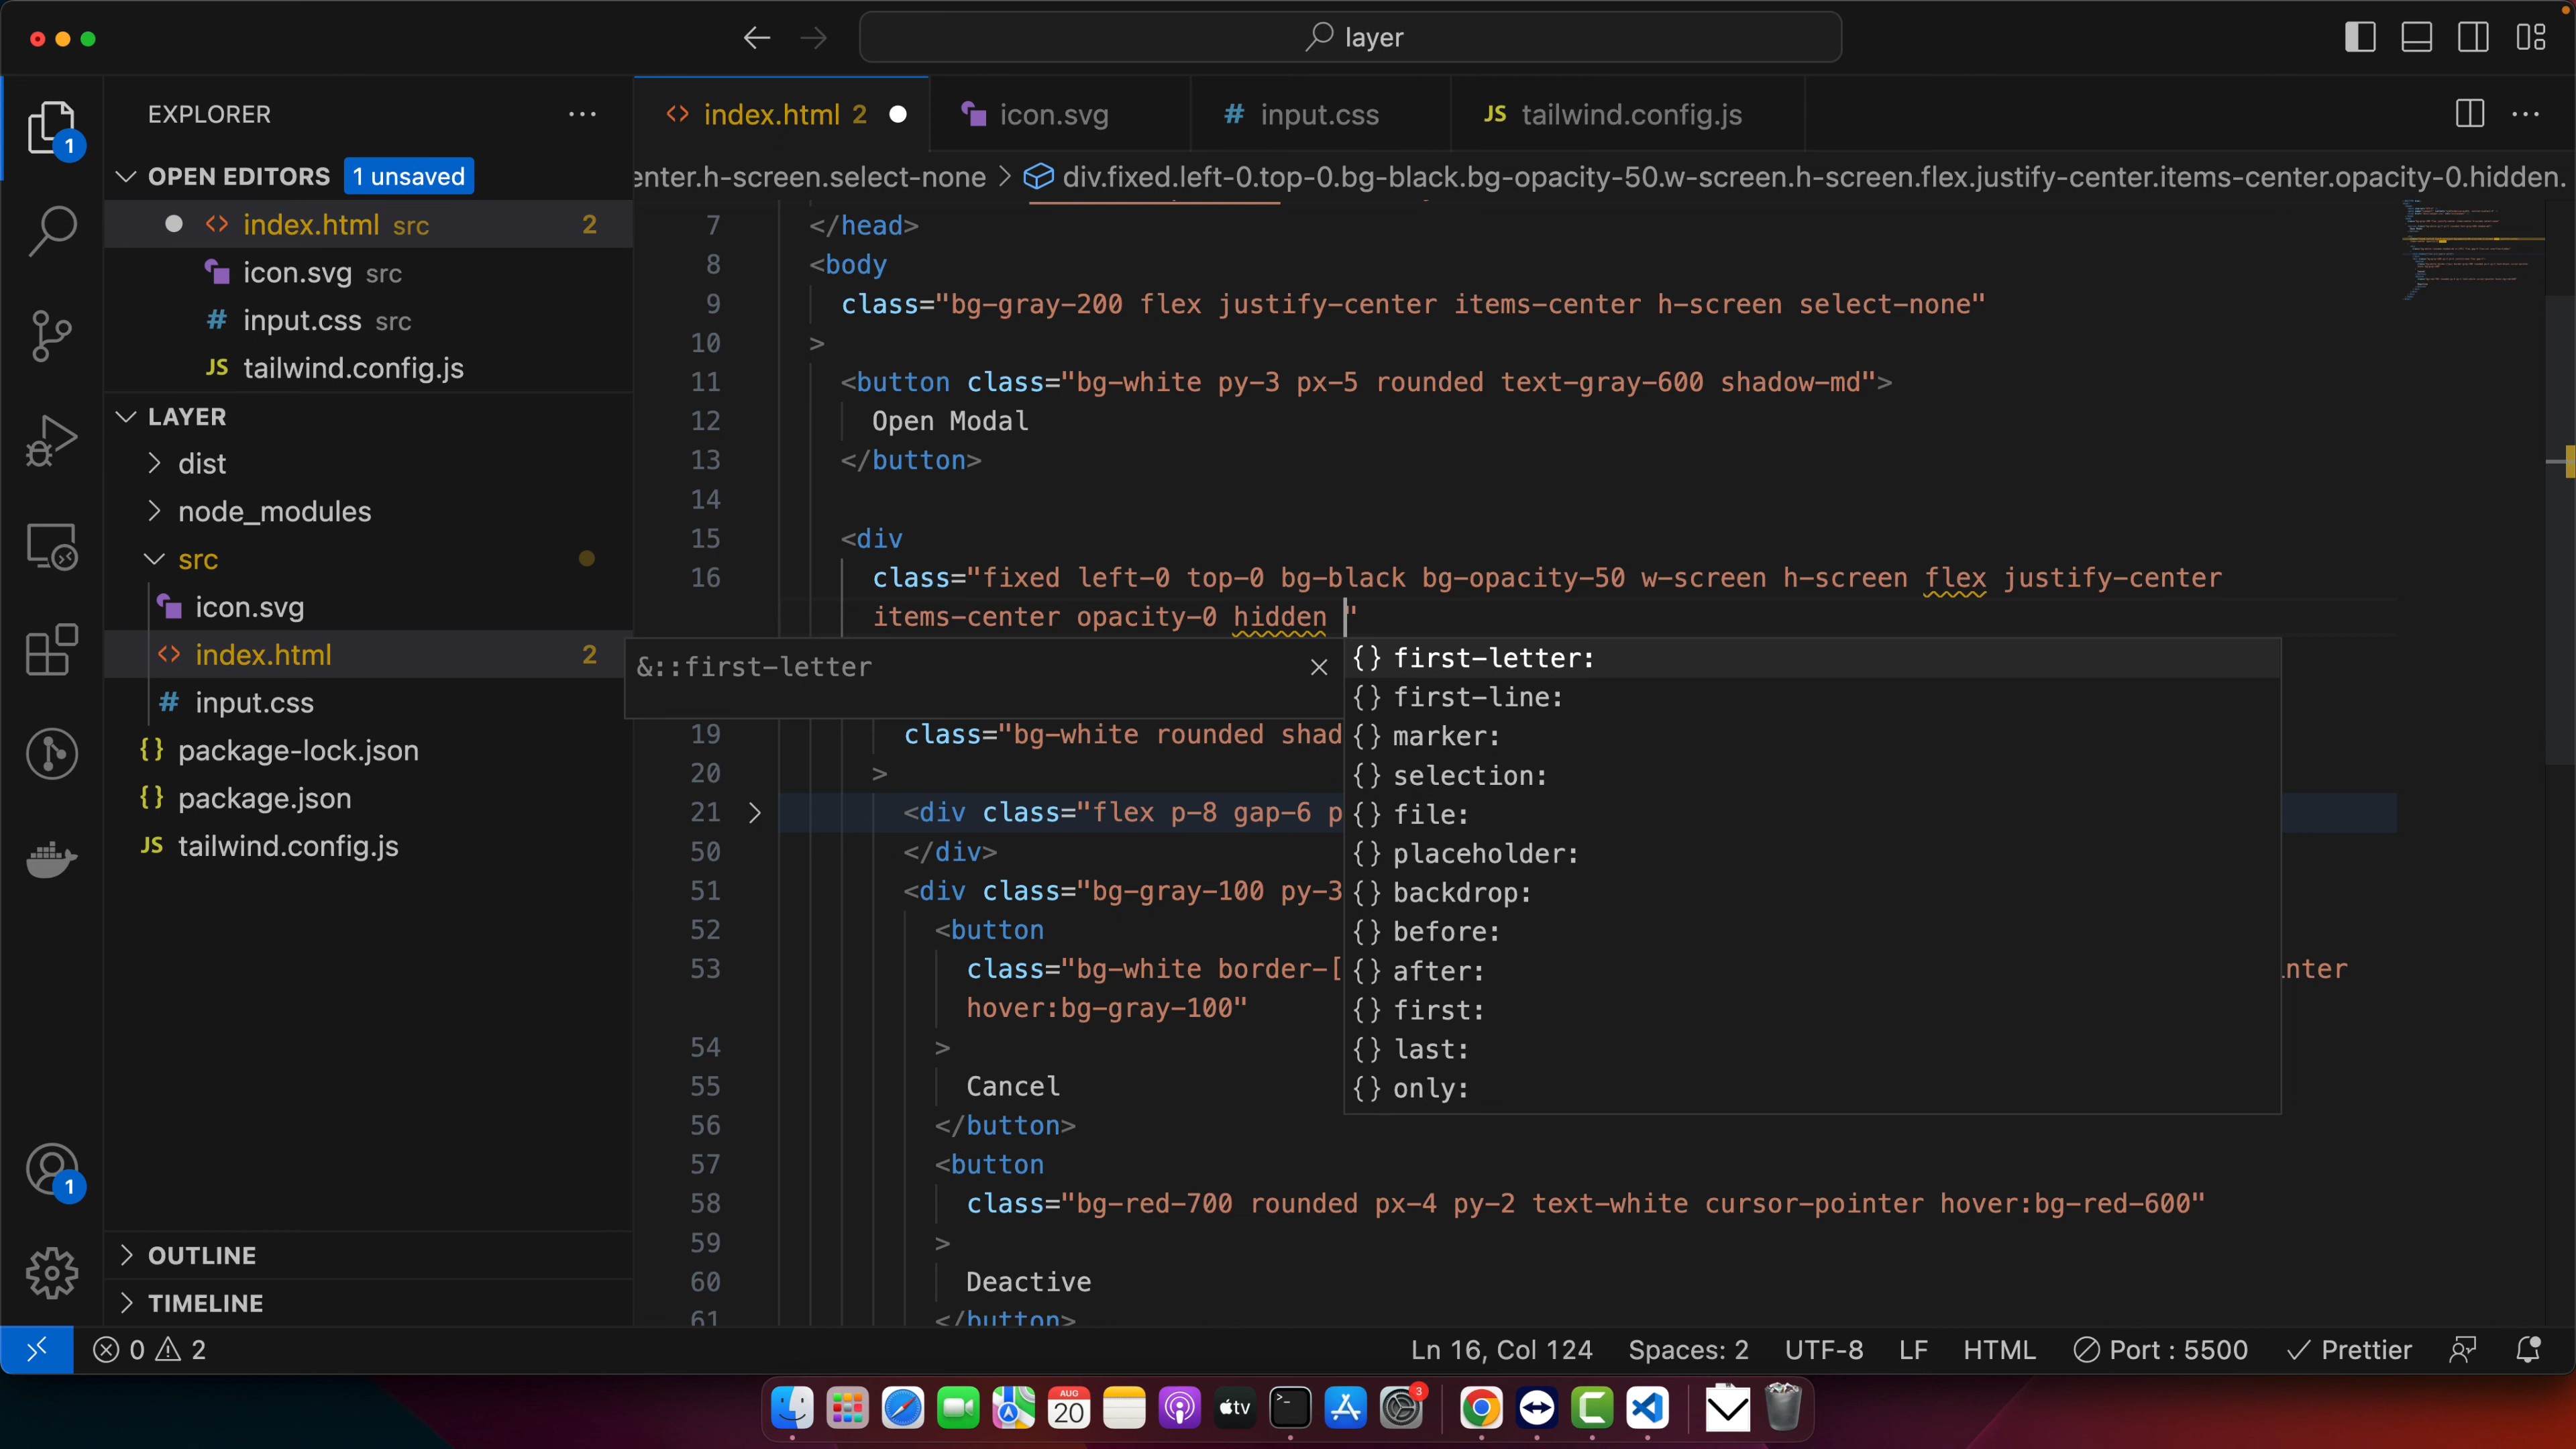 layer
EXPLORER
OPEN EDITORS 1 unsaved
index.html src 2
icon.svg src
# input.css src
JS tailwind.config.js
LAYER
dist
node_modules
src
icon.svg
index.html 2
# input.css
{} package-lock.json
{} package.json
JS tailwind.config.js
OUTLINE
TIMELINE
1
1
<> index.html 2
icon.svg
# input.css
JS tailwind.config.js
enter.h-screen.select-none > div.fixed.left-0.top-0.bg-black.bg-opacity-50.w-screen.h-screen.flex.justify-center.items-center.opacity-0.hidden.
7 </head>
8 <body
9 class="bg-gray-200 flex justify-center items-center h-screen select-none"
10 >
11 <button class="bg-white py-3 px-5 rounded text-gray-600 shadow-md">
12 Open Modal
13 </button>
14
15 <div
16 class="fixed left-0 top-0 bg-black bg-opacity-50 w-screen h-screen flex justify-center
items-center opacity-0 hidden "
&::first-letter
{} first-letter:
{} first-line:
{} marker:
{} selection:
{} file:
{} placeholder:
{} backdrop:
{} before:
{} after:
{} first:
{} last:
{} only:
19 class="bg-white rounded shad
20 >
21 <div class="flex p-8 gap-6 p
50 </div>
51 <div class="bg-gray-100 py-3
52 <button
53 class="bg-white border-[ nter
hover:bg-gray-100"
54 >
55 Cancel
56 </button>
57 <button
58 class="bg-red-700 rounded px-4 py-2 text-white cursor-pointer hover:bg-red-600"
59 >
60 Deactive
61 </button>
0 2
Ln 16, Col 124 Spaces: 2 UTF-8 LF HTML Port : 5500 Prettier
AUG
20
tv
3